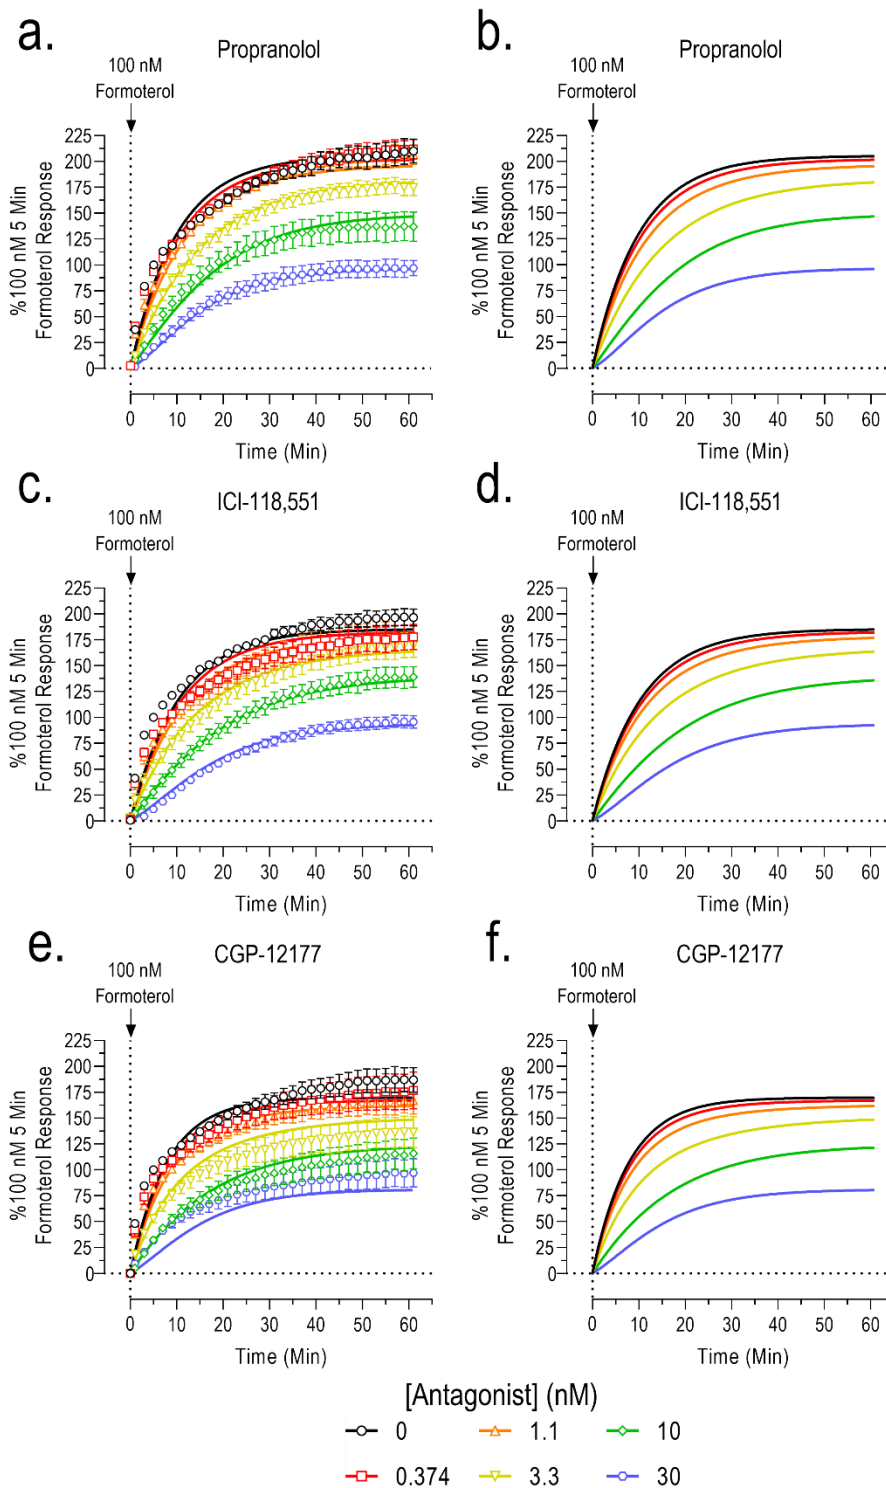 a.
Propranolol
100 nM
Formoterol
%100 nM 5 Min
Formoterol Response
225
200
175
150
125
100
75
50
25
0
0 10 20 30 40 50 60
Time (Min)
b.
Propranolol
100 nM
Formoterol
%100 nM 5 Min
Formoterol Response
225
200
175
150
125
100
75
50
25
0
0 10 20 30 40 50 60
Time (Min)
c.
ICI-118,551
100 nM
Formoterol
%100 nM 5 Min
Formoterol Response
225
200
175
150
125
100
75
50
25
0
0 10 20 30 40 50 60
Time (Min)
d.
ICI-118,551
100 nM
Formoterol
%100 nM 5 Min
Formoterol Response
225
200
175
150
125
100
75
50
25
0
0 10 20 30 40 50 60
Time (Min)
e.
CGP-12177
100 nM
Formoterol
%100 nM 5 Min
Formoterol Response
225
200
175
150
125
100
75
50
25
0
0 10 20 30 40 50 60
Time (Min)
f.
CGP-12177
100 nM
Formoterol
%100 nM 5 Min
Formoterol Response
225
200
175
150
125
100
75
50
25
0
0 10 20 30 40 50 60
Time (Min)
[Antagonist] (nM)
0 1.1 10
0.374 3.3 30